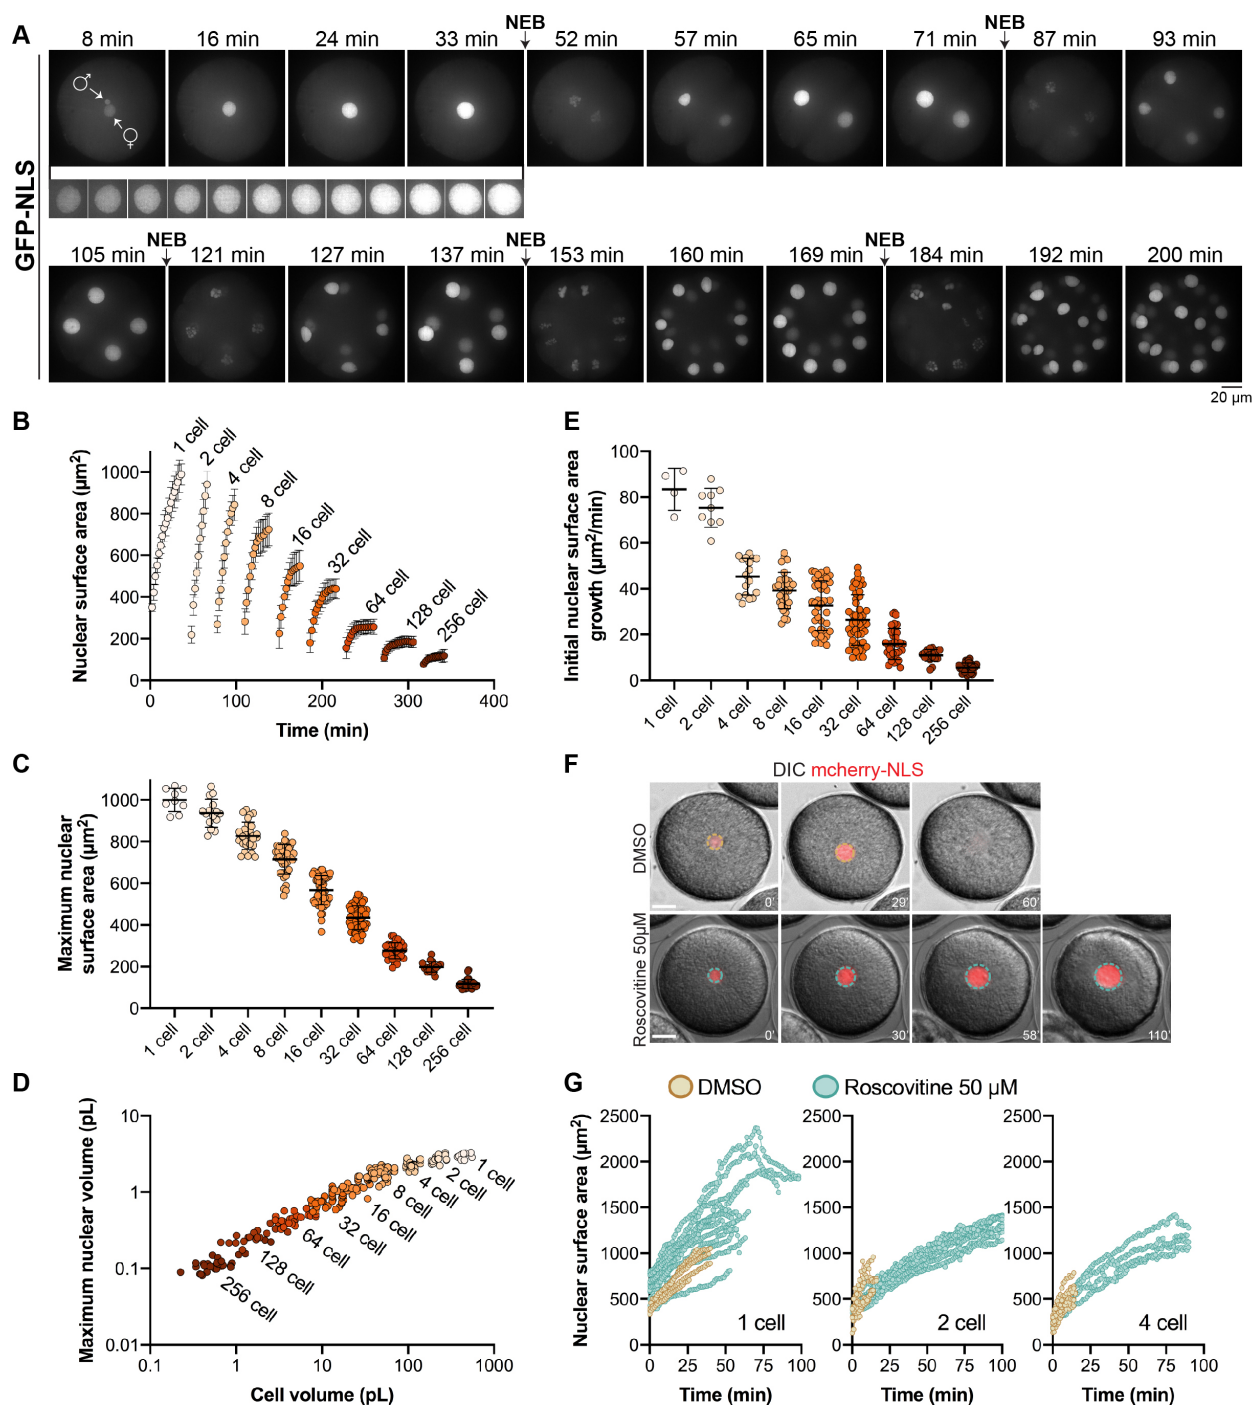 A
NEB
NEB
8 min 16 min 24 min 33 min 52 min 57 min 65 min 71 min 87 min 93 min
♂
♀
GFP-NLS
NEB
NEB
NEB
105 min 121 min 127 min 137 min 153 min 160 min 169 min 184 min 192 min 200 min
20 µm
B
Nuclear surface area (µm²)
1000
800
600
400
200
0
1 cell
2 cell
4 cell
8 cell
16 cell
32 cell
64 cell
128 cell
256 cell
0 100 200 300 400
Time (min)
E
Initial nuclear surface area
growth (µm²/min)
100
80
60
40
20
0
1 cell
2 cell
4 cell
8 cell
16 cell
32 cell
64 cell
128 cell
256 cell
C
Maximum nuclear
surface area (µm²)
1000
800
600
400
200
0
1 cell
2 cell
4 cell
8 cell
16 cell
32 cell
64 cell
128 cell
256 cell
F
DIC mcherry-NLS
DMSO
0'
29'
60'
Roscovitine 50µM
0'
30'
58'
110'
D
Maximum nuclear volume (pL)
10
1
0.1
0.01
1 cell
2 cell
4 cell
8 cell
16 cell
32 cell
64 cell
128 cell
256 cell
0.1 1 10 100 1000
Cell volume (pL)
G
DMSO
Roscovitine 50 µM
Nuclear surface area (µm²)
2500
2000
1500
1000
500
0
1 cell
0 25 50 75 100
Time (min)
2500
2000
1500
1000
500
0
2 cell
0 25 50 75 100
Time (min)
2500
2000
1500
1000
500
0
4 cell
0 25 50 75 100
Time (min)